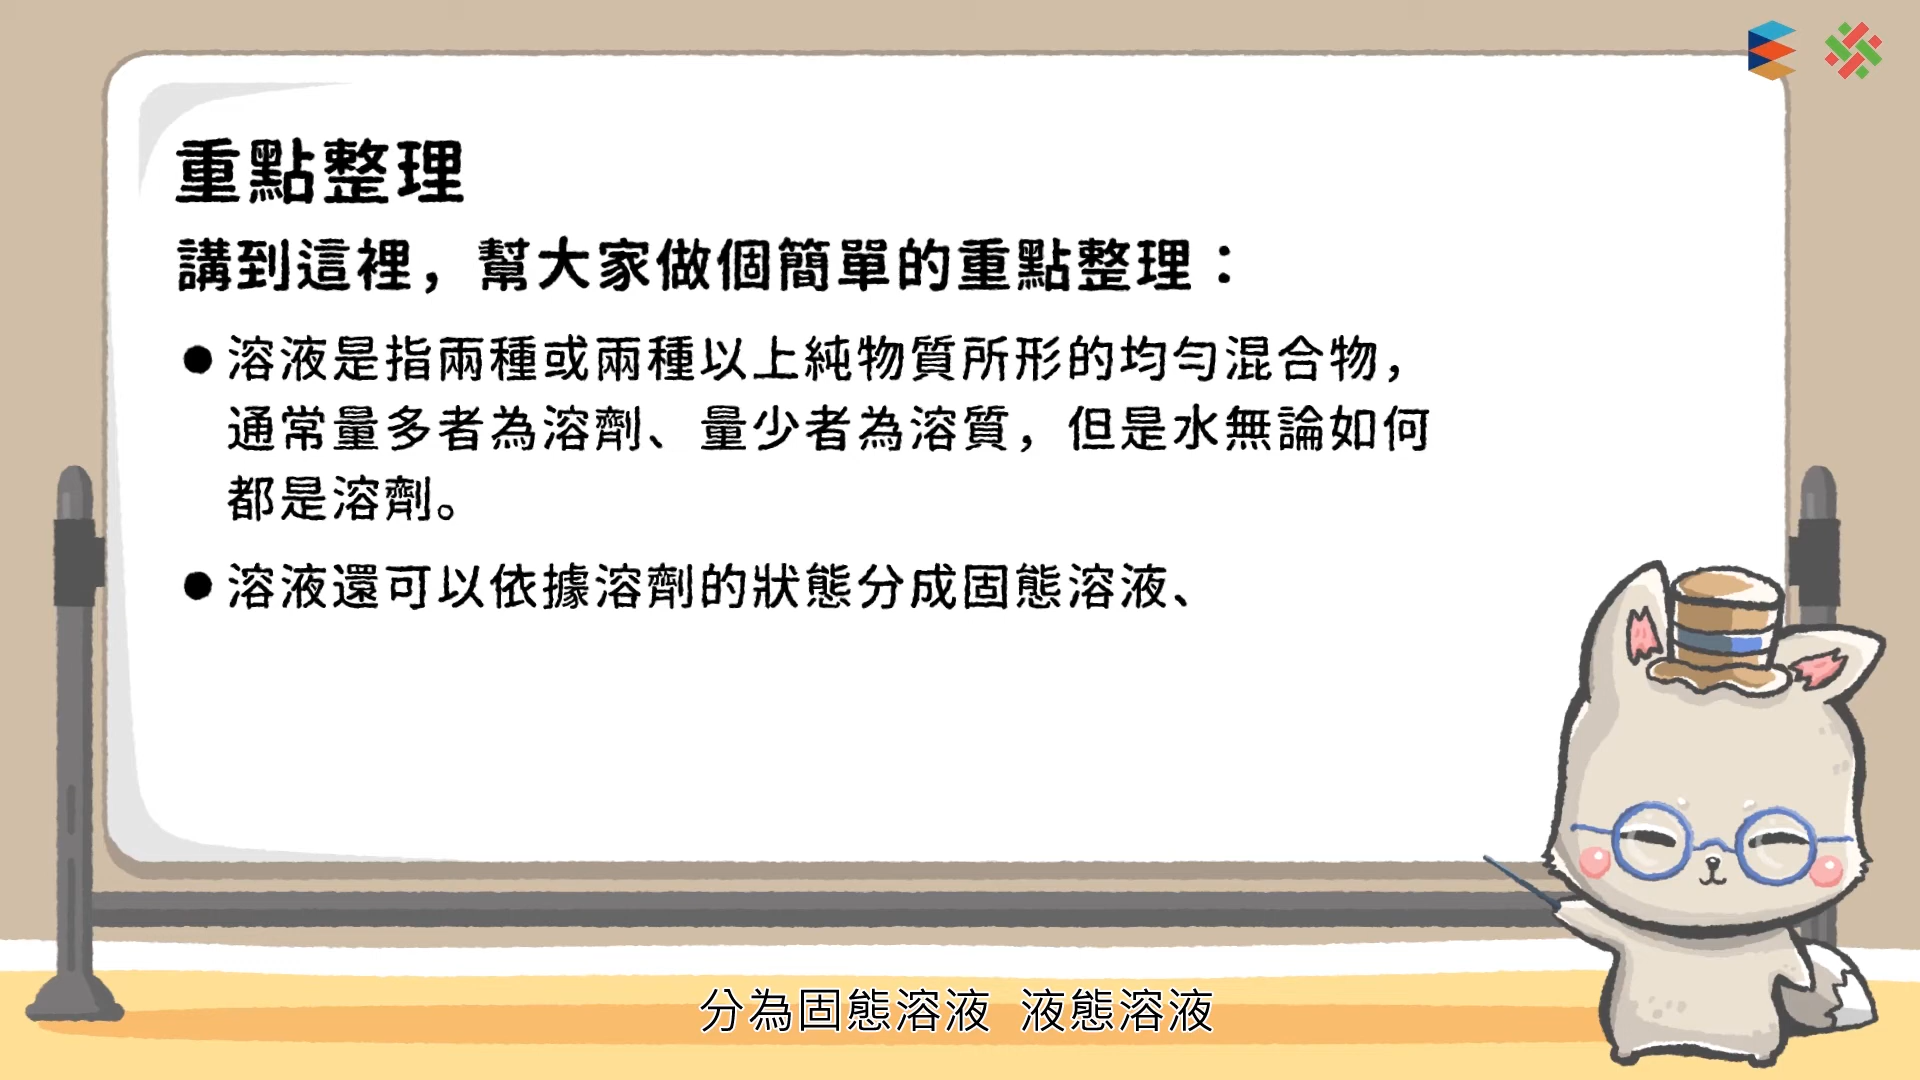 重點整理
講到這裡，幫大家做個簡單的重點整理：
●溶液是指兩種或兩種以上純物質所形的均勻混合物，
通常量多者為溶劑、量少者為溶質，但是水無論如何
都是溶劑。
●溶液還可以依據溶劑的狀態分成固態溶液、
分為固態溶液 液態溶液